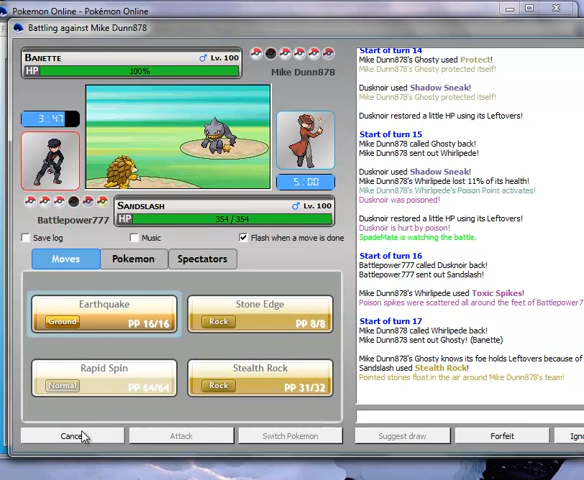 Pokemon Online - Pokémon Online
Battling against Mike Dunn878
BANETTE ♂ Lv. 100
HP 100%
Mike Dunn878
3:47
5:00
SANDSLASH ♂ Lv. 100
HP 354 / 354
Battlepower777
Save log Music Flash when a move is done
Moves Pokemon Spectators
Earthquake
Ground PP 16/16
Stone Edge
Rock PP 8/8
Rapid Spin
Normal PP 64/64
Stealth Rock
Rock PP 31/32
Cancel Attack Switch Pokemon
Start of turn 14
Mike Dunn878's Ghosty used Protect!
Mike Dunn878's Ghosty protected itself!
Dusknoir used Shadow Sneak!
Mike Dunn878's Ghosty protected itself!
Dusknoir restored a little HP using its Leftovers!
Start of turn 15
Mike Dunn878 called Ghosty back!
Mike Dunn878 sent out Whirlipede!
Dusknoir used Shadow Sneak!
Mike Dunn878's Whirlipede lost 11% of its health!
Mike Dunn878's Whirlipede's Poison Point activates!
Dusknoir was poisoned!
Dusknoir restored a little HP using its Leftovers!
Dusknoir is hurt by poison!
SpadeMate is watching the battle.
Start of turn 16
Battlepower777 called Dusknoir back!
Battlepower777 sent out Sandslash!
Mike Dunn878's Whirlipede used Toxic Spikes!
Poison spikes were scattered all around the feet of Battlepower7
Start of turn 17
Mike Dunn878 called Whirlipede back!
Mike Dunn878 sent out Ghosty! (Banette)
Mike Dunn878's Ghosty knows its foe holds Leftovers because of
Sandslash used Stealth Rock!
Pointed stones float in the air around Mike Dunn878's team!
Suggest draw Forfeit Igno